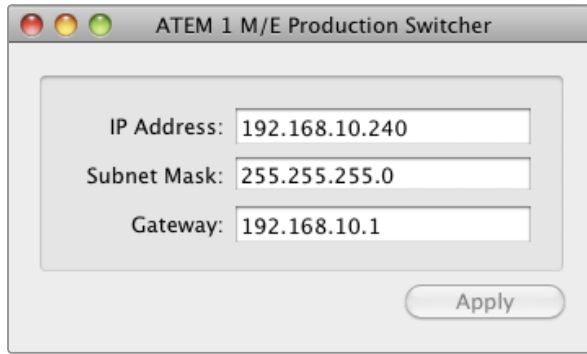 ATEM 1 M/E Production Switcher
IP Address: 192.168.10.240
Subnet Mask: 255.255.255.0
Gateway: 192.168.10.1
Apply